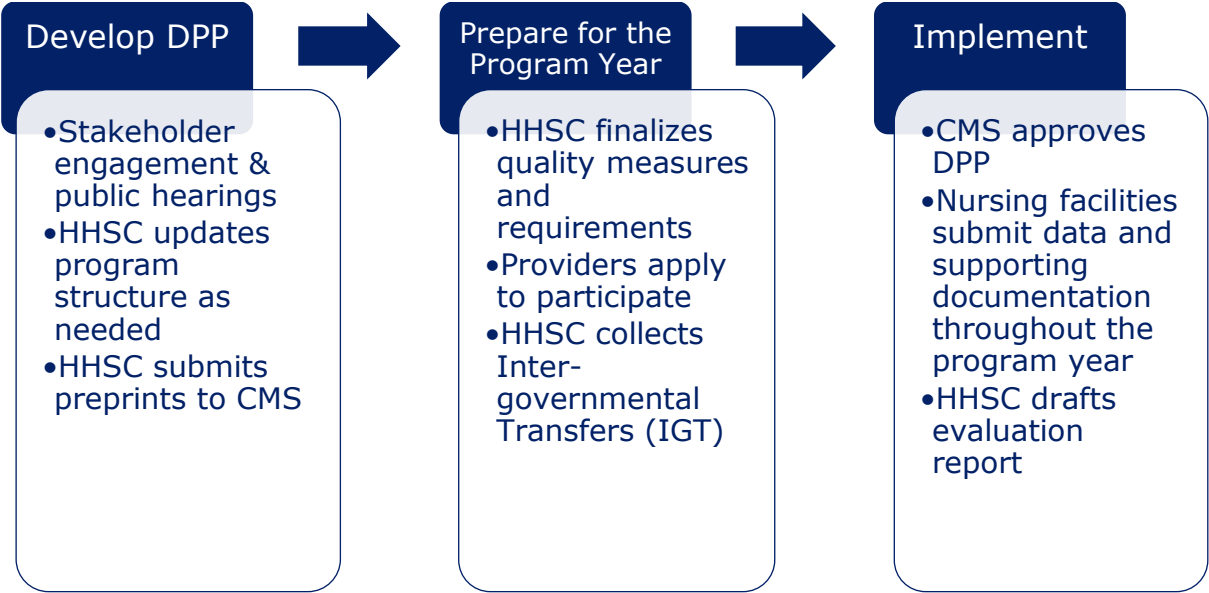 Develop DPP
•Stakeholder
engagement &
public hearings
•HHSC updates
program
structure as
needed
•HHSC submits
preprints to CMS
Prepare for the
Program Year
•HHSC finalizes
quality measures
and
requirements
•Providers apply
to participate
•HHSC collects
Inter-
governmental
Transfers (IGT)
Implement
•CMS approves
DPP
•Nursing facilities
submit data and
supporting
documentation
throughout the
program year
•HHSC drafts
evaluation
report